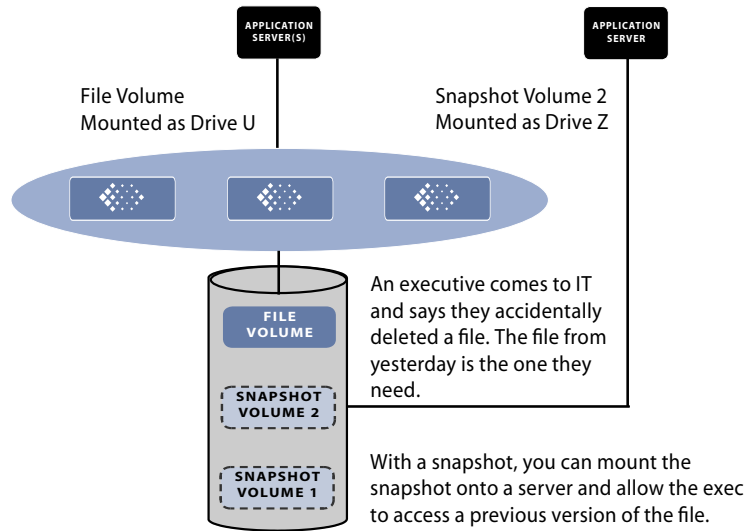 APPLICATION
SERVER(S)
APPLICATION
SERVER
File Volume
Mounted as Drive U
Snapshot Volume 2
Mounted as Drive Z
An executive comes to IT
and says they accidentally
deleted a file. The file from
yesterday is the one they
need.
FILE
VOLUME
SNAPSHOT
VOLUME 2
SNAPSHOT
VOLUME 1
With a snapshot, you can mount the
snapshot onto a server and allow the exec
to access a previous version of the file.